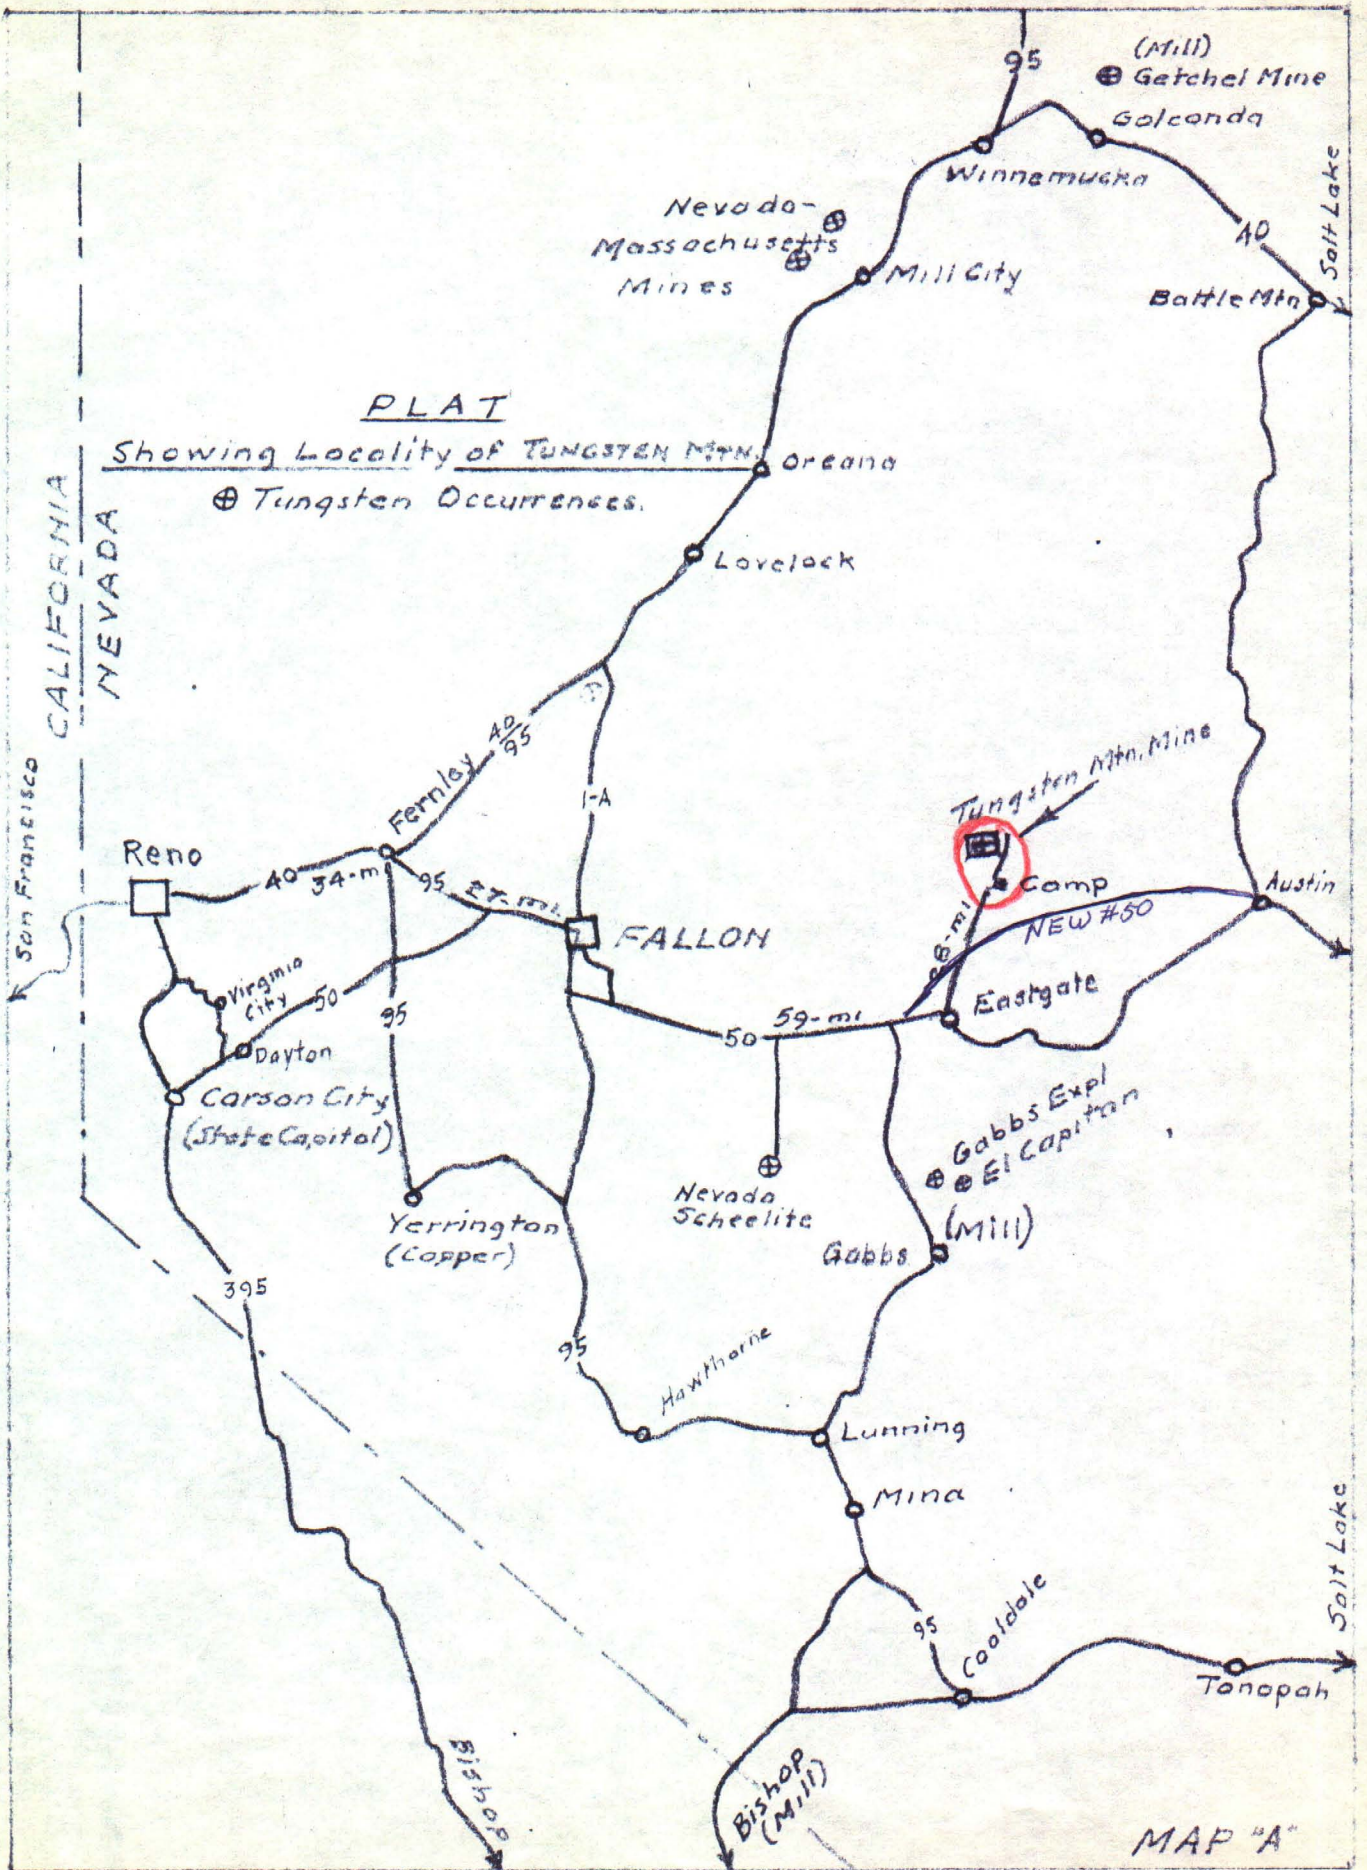 95
(Mill)
Getchel Mine
Golconda
Winnemucka
Nevada-
Massachusetts
Mines
Mill City
40
Salt Lake
Battle Mtn
PLAT
Showing Locality of TUNGSTEN MTN.
⊕ Tungsten Occurrences.
Oreana
Lovelock
CALIFORNIA
NEVADA
San Francisco
40/95
Fernley
1-A
Tungsten Mtn. Mine
Reno
40
34-m
95
27-mi.
FALLON
Camp
Austin
NEW #50
Eastgate
Virginia
City
50
95
Dayton
50
59-mi
Carson City
(State Capitol)
Gabbs Expl
El Capitan
Nevada
Scheelite
(Mill)
Yerrington
(Copper)
Gabbs
395
95
Hawthorne
Lunning
Mina
95
Coaldale
Salt Lake
Tonopah
Bishop
Bishop
(Mill)
MAP "A"